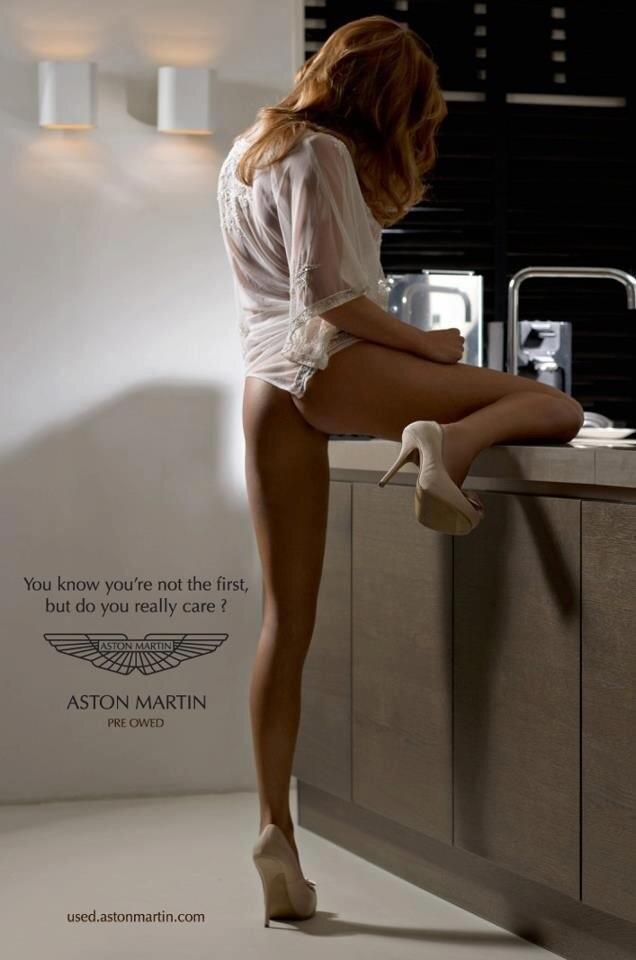 You know you're not the first,
but do you really care ?
ASTON MARTIN
ASTON MARTIN
PRE OWED
used.astonmartin.com